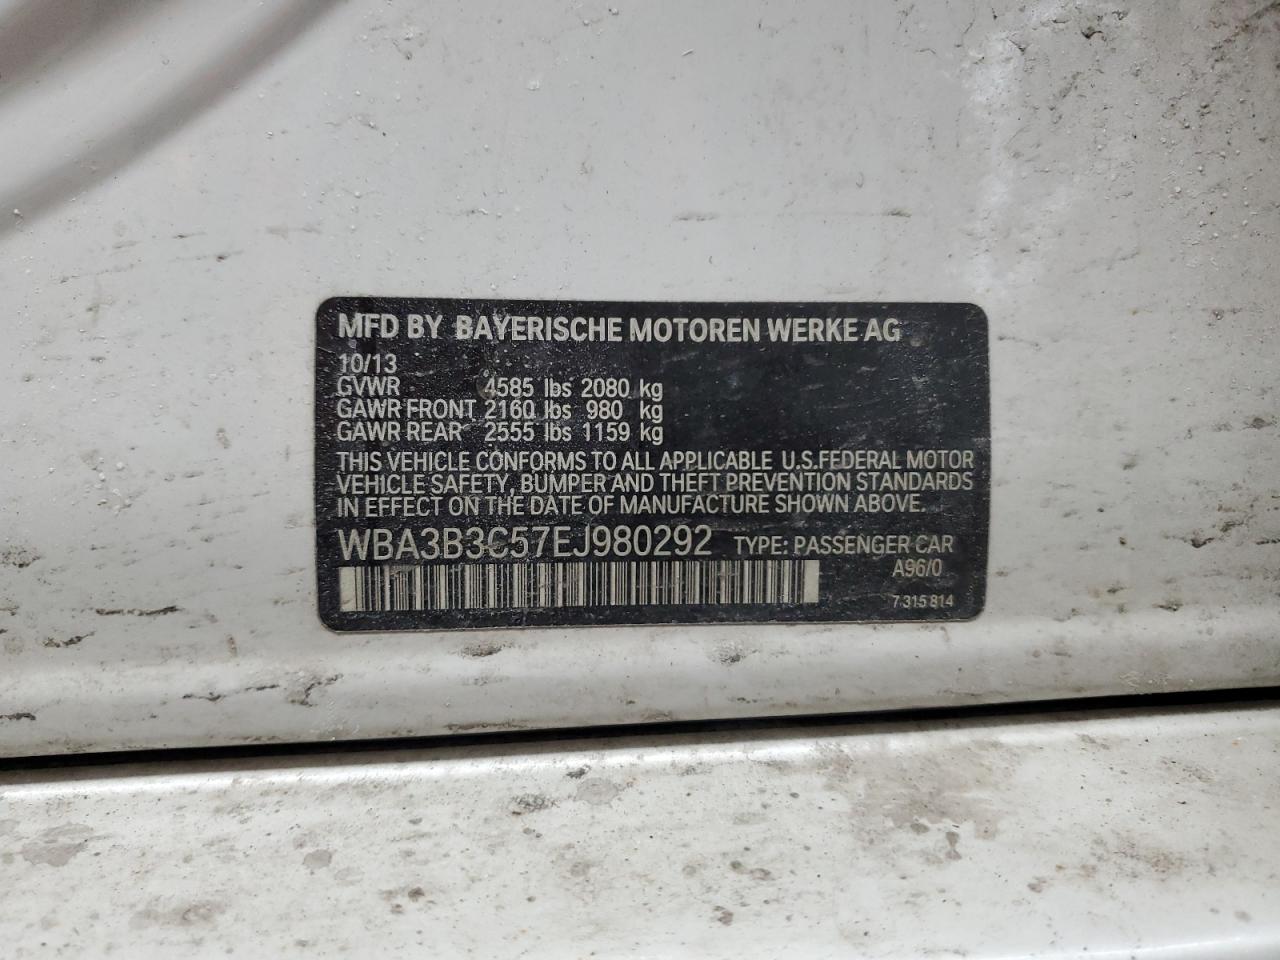 MFD BY BAYERISCHE MOTOREN WERKE AG
10/13
GVWR 4585 lbs 2080 kg
GAWR FRONT 2160 lbs 980 kg
GAWR REAR 2555 lbs 1159 kg
THIS VEHICLE CONFORMS TO ALL APPLICABLE U.S.FEDERAL MOTOR
VEHICLE SAFETY, BUMPER AND THEFT PREVENTION STANDARDS
IN EFFECT ON THE DATE OF MANUFACTURE SHOWN ABOVE.
WBA3B3C57EJ980292 TYPE: PASSENGER CAR
A96/0
7 315 814